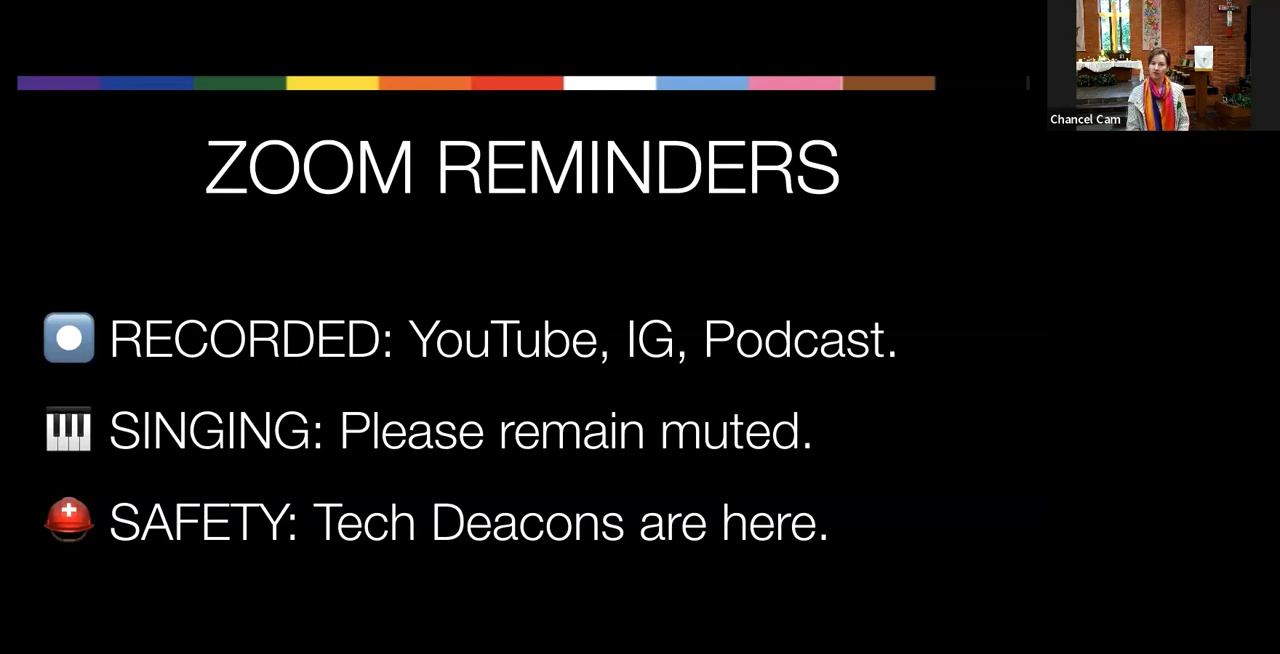 Chancel Cam
ZOOM REMINDERS
RECORDED: YouTube, IG, Podcast.
SINGING: Please remain muted.
SAFETY: Tech Deacons are here.